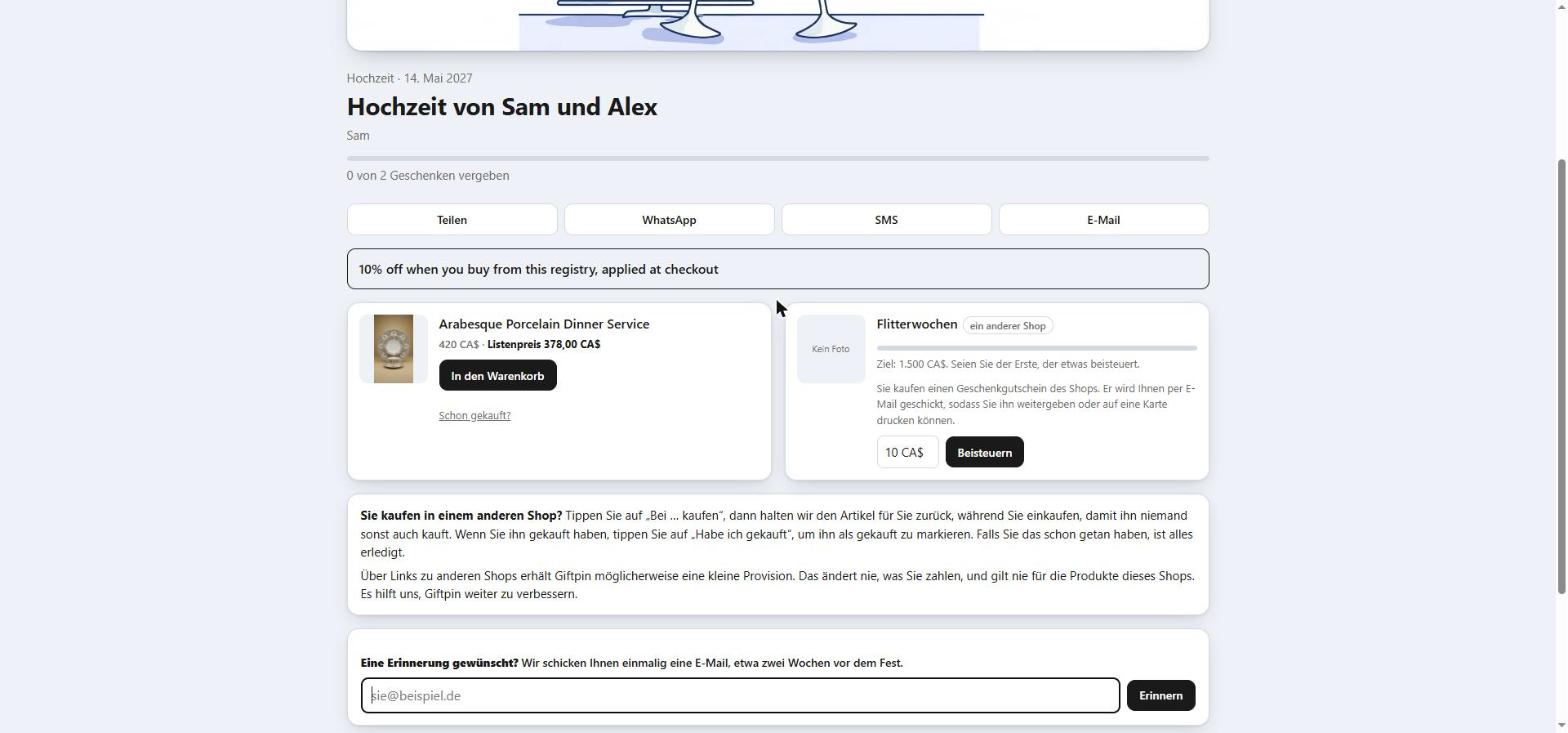 Hochzeit · 14. Mai 2027
Hochzeit von Sam und Alex
Sam
0 von 2 Geschenken vergeben
Teilen
WhatsApp
SMS
E-Mail
10% off when you buy from this registry, applied at checkout
Arabesque Porcelain Dinner Service
420 CA$ · Listenpreis 378,00 CA$
In den Warenkorb
Schon gekauft?
Kein Foto
Flitterwochen ein anderer Shop
Ziel: 1.500 CA$. Seien Sie der Erste, der etwas beisteuert.
Sie kaufen einen Geschenkgutschein des Shops. Er wird Ihnen per E-
Mail geschickt, sodass Sie ihn weitergeben oder auf eine Karte
drucken können.
10 CA$
Beisteuern
Sie kaufen in einem anderen Shop? Tippen Sie auf „Bei ... kaufen“, dann halten wir den Artikel für Sie zurück, während Sie einkaufen, damit ihn niemand
sonst auch kauft. Wenn Sie ihn gekauft haben, tippen Sie auf „Habe ich gekauft“, um ihn als gekauft zu markieren. Falls Sie das schon getan haben, ist alles
erledigt.
Über Links zu anderen Shops erhält Giftpin möglicherweise eine kleine Provision. Das ändert nie, was Sie zahlen, und gilt nie für die Produkte dieses Shops.
Es hilft uns, Giftpin weiter zu verbessern.
Eine Erinnerung gewünscht? Wir schicken Ihnen einmalig eine E-Mail, etwa zwei Wochen vor dem Fest.
sie@beispiel.de
Erinnern